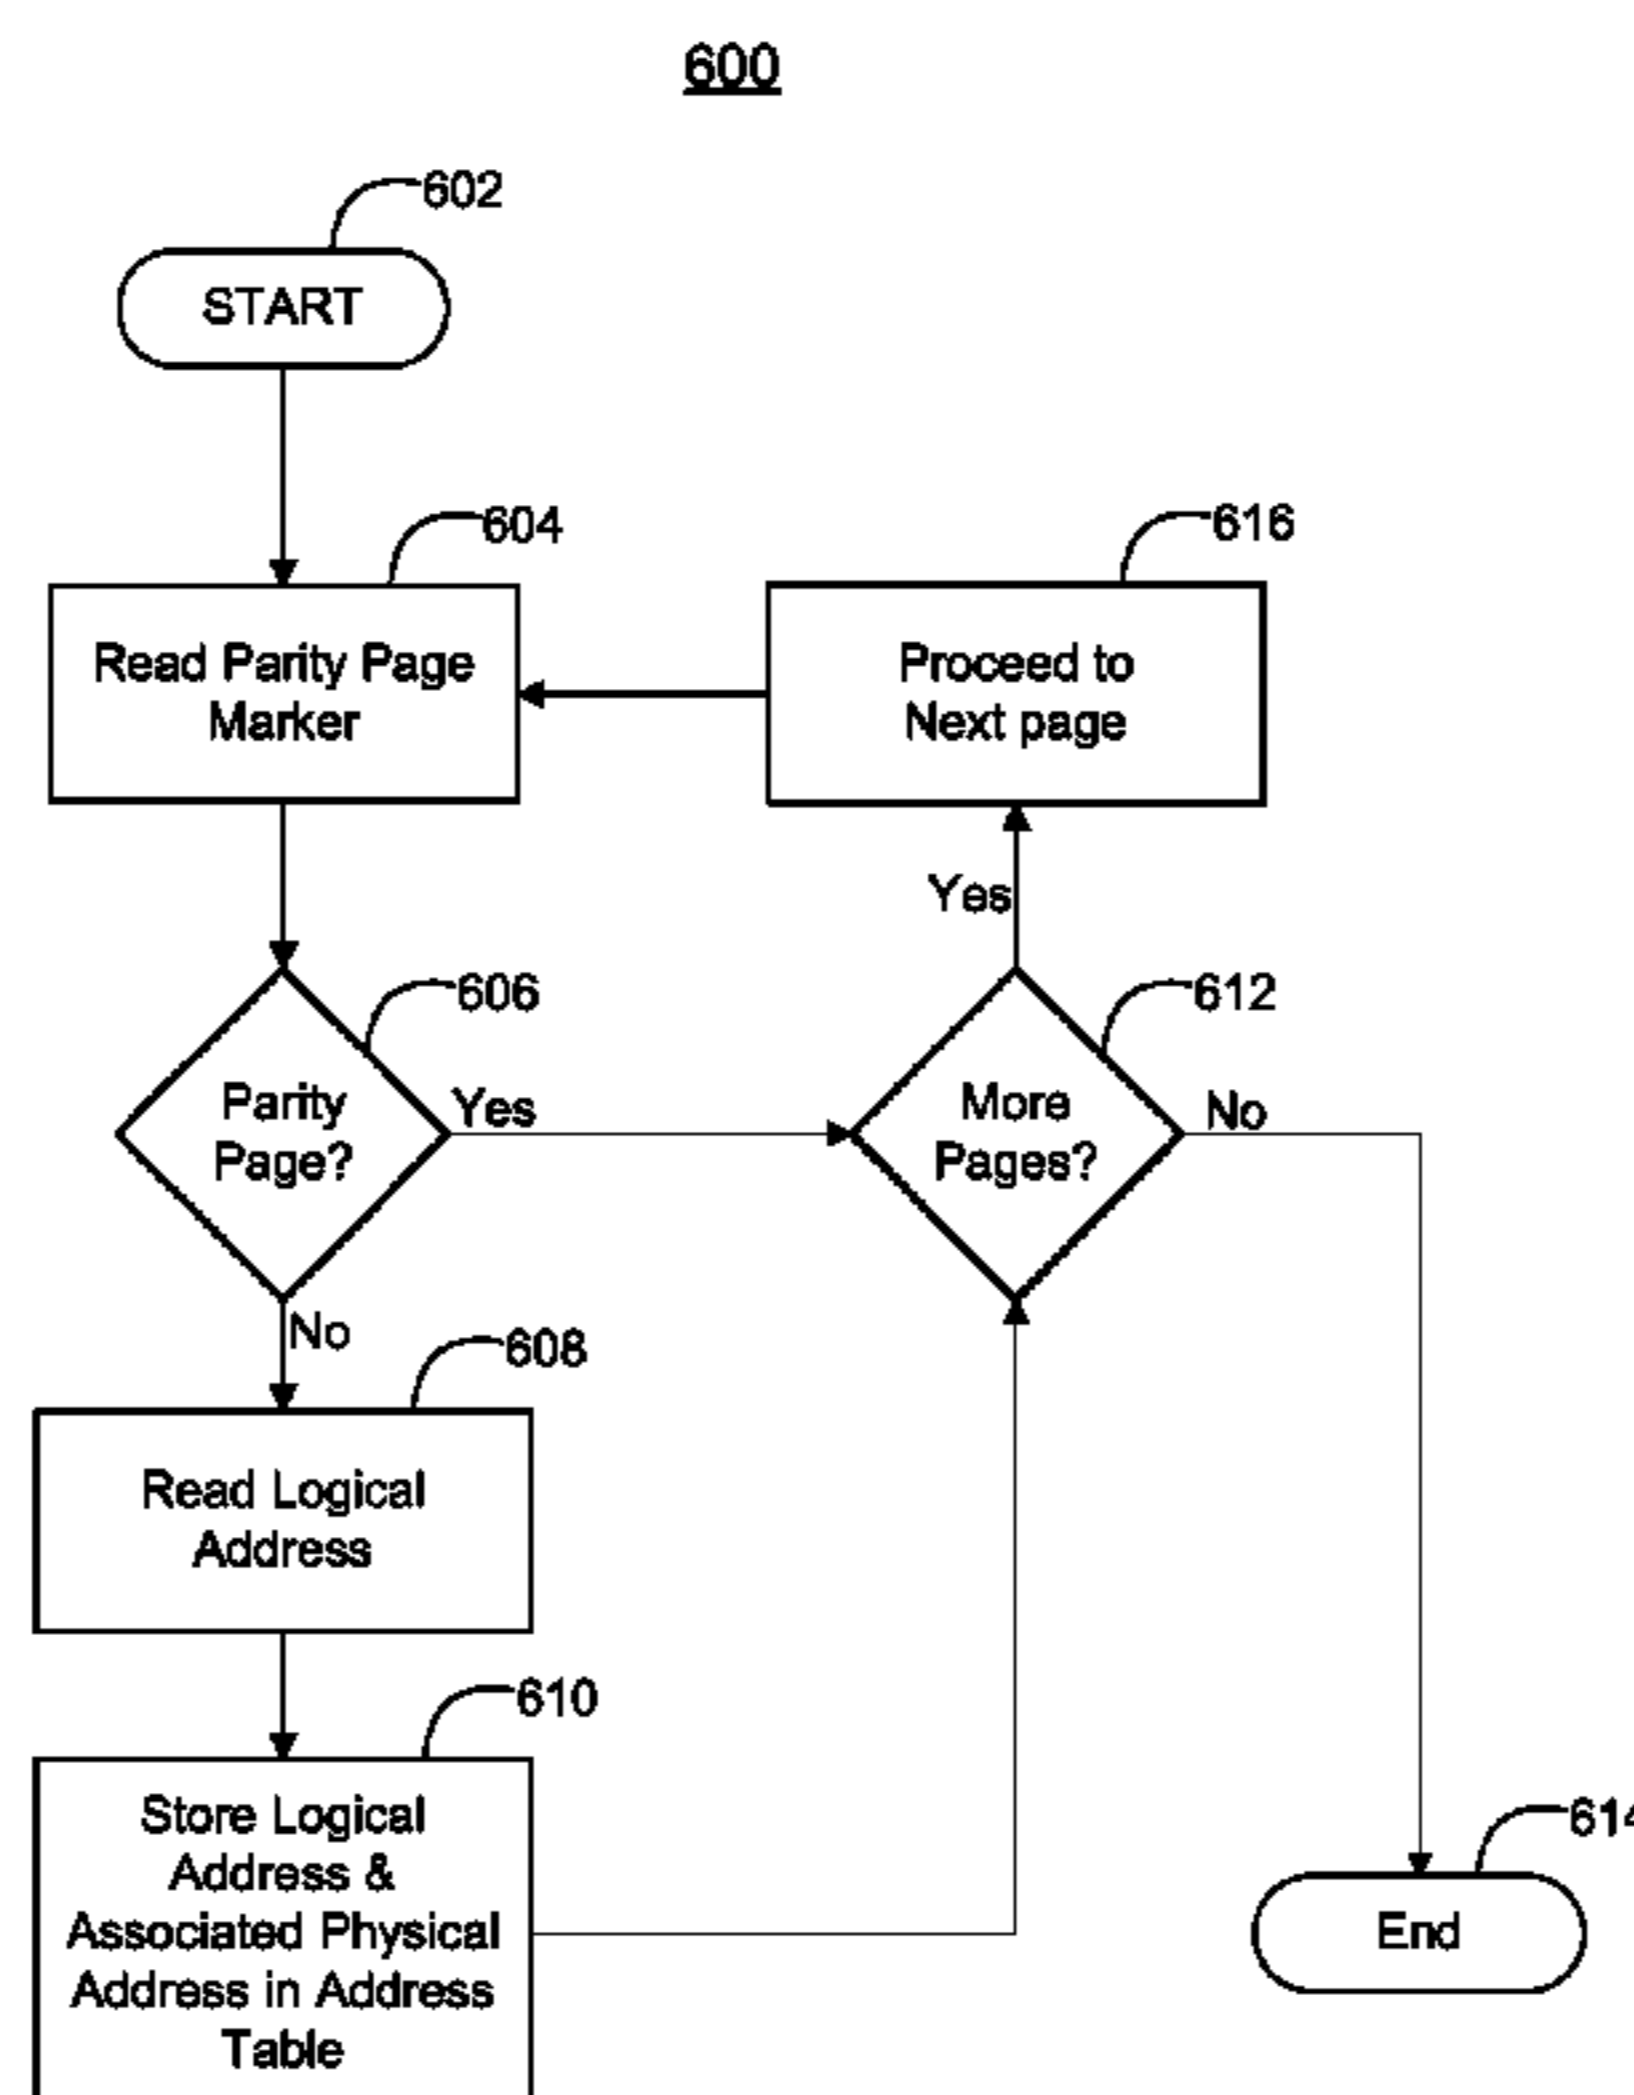 600
602
START
604
Read Parity Page
Marker
616
Proceed to
Next page
Yes
606
Parity
Page?
Yes
612
More
Pages?
No
No
608
Read Logical
Address
610
Store Logical
Address &
Associated Physical
Address in Address
Table
614
End